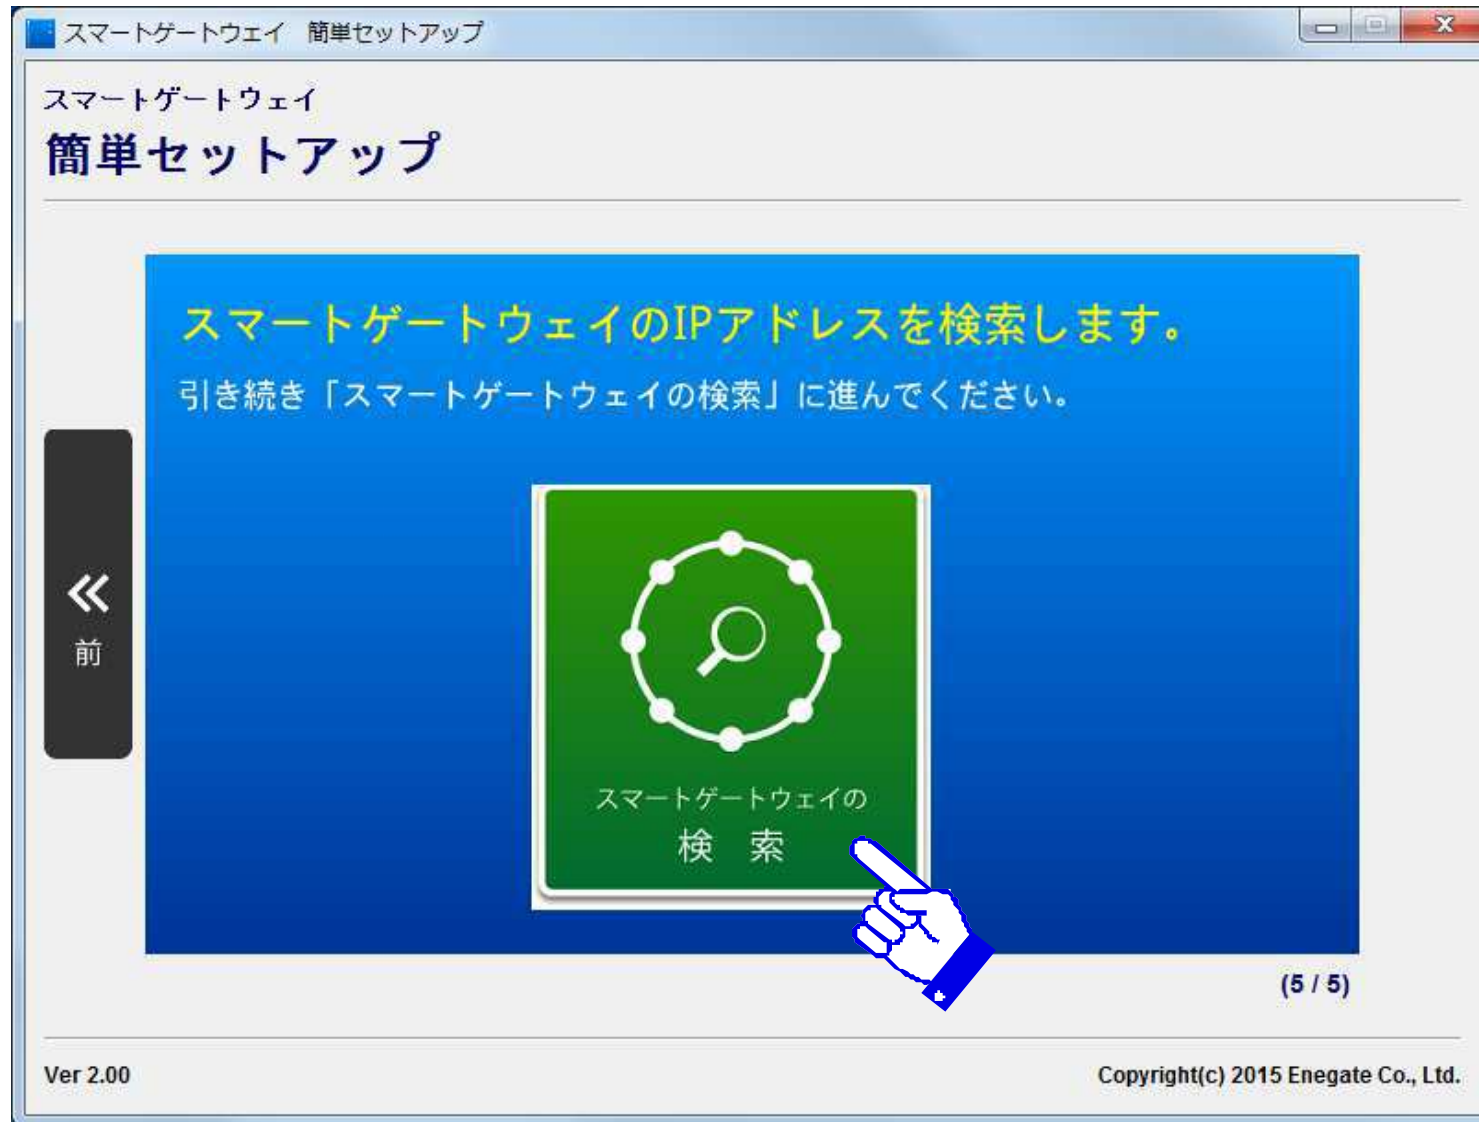 スマートゲートウェイ 簡単セットアップ
スマートゲートウェイ
簡単セットアップ
スマートゲートウェイのIPアドレスを検索します。
引き続き「スマートゲートウェイの検索」に進んでください。
前
スマートゲートウェイの
検 索
(5 / 5)
Ver 2.00
Copyright(c) 2015 Enegate Co., Ltd.